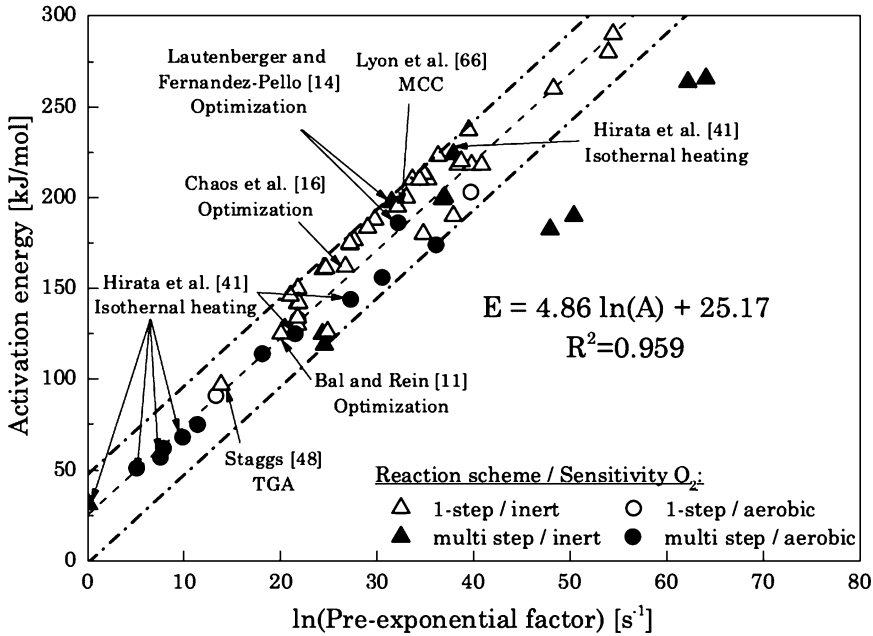 300
250
200
150
100
50
0
Activation energy [kJ/mol]
Lautenberger and
Fernandez-Pello [14]
Optimization
Lyon et al. [66]
MCC
Hirata et al. [41]
Isothernal heating
Chaos et al. [16]
Optimization
Hirata et al. [41]
Isothernal heating
E = 4.86 ln(A) + 25.17
R²=0.959
Bal and Rein [11]
Optimization
Staggs [48]
TGA
Reaction scheme / Sensitivity O₂:
1-step / inert
1-step / aerobic
multi step / inert
multi step / aerobic
0 10 20 30 40 50 60 70 80
ln(Pre-exponential factor) [s⁻¹]